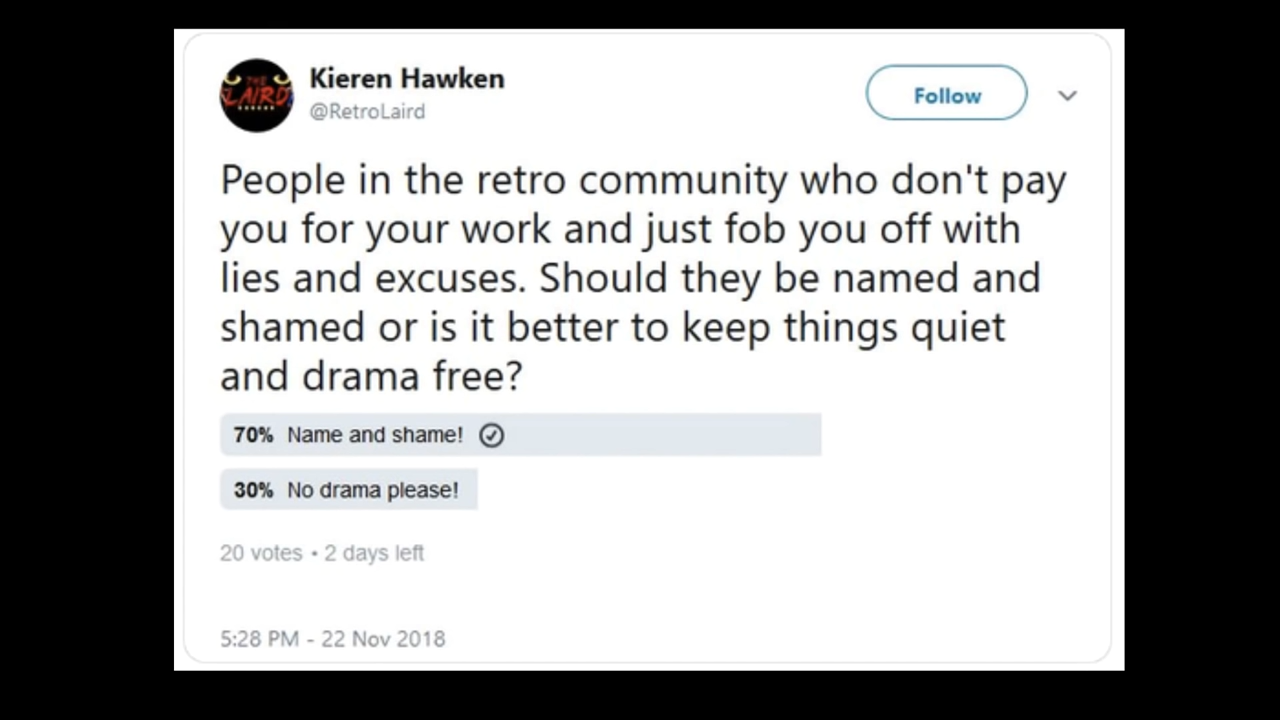 THE
LAIRD
Kieren Hawken
@RetroLaird
Follow
People in the retro community who don't pay
you for your work and just fob you off with
lies and excuses. Should they be named and
shamed or is it better to keep things quiet
and drama free?
70% Name and shame!
30% No drama please!
20 votes • 2 days left
5:28 PM - 22 Nov 2018